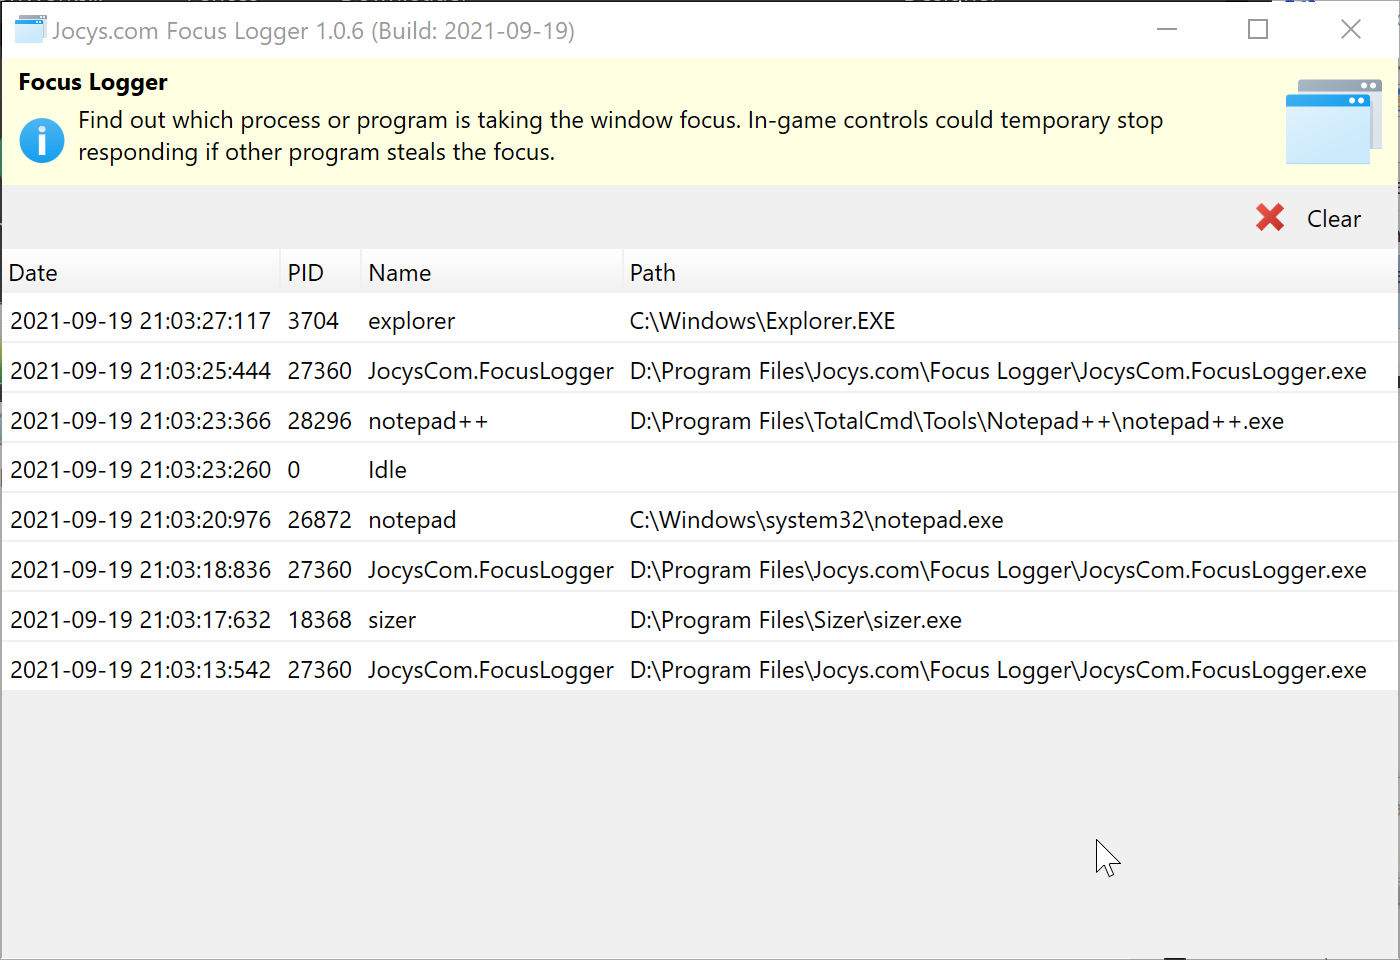 Jocys.com Focus Logger 1.0.6 (Build: 2021-09-19)
Focus Logger
Find out which process or program is taking the window focus. In-game controls could temporary stop
responding if other program steals the focus.
Clear
Date PID Name Path
2021-09-19 21:03:27:117 3704 explorer C:\Windows\Explorer.EXE
2021-09-19 21:03:25:444 27360 JocysCom.FocusLogger D:\Program Files\Jocys.com\Focus Logger\JocysCom.FocusLogger.exe
2021-09-19 21:03:23:366 28296 notepad++ D:\Program Files\TotalCmd\Tools\Notepad++\notepad++.exe
2021-09-19 21:03:23:260 0 Idle
2021-09-19 21:03:20:976 26872 notepad C:\Windows\system32\notepad.exe
2021-09-19 21:03:18:836 27360 JocysCom.FocusLogger D:\Program Files\Jocys.com\Focus Logger\JocysCom.FocusLogger.exe
2021-09-19 21:03:17:632 18368 sizer D:\Program Files\Sizer\sizer.exe
2021-09-19 21:03:13:542 27360 JocysCom.FocusLogger D:\Program Files\Jocys.com\Focus Logger\JocysCom.FocusLogger.exe